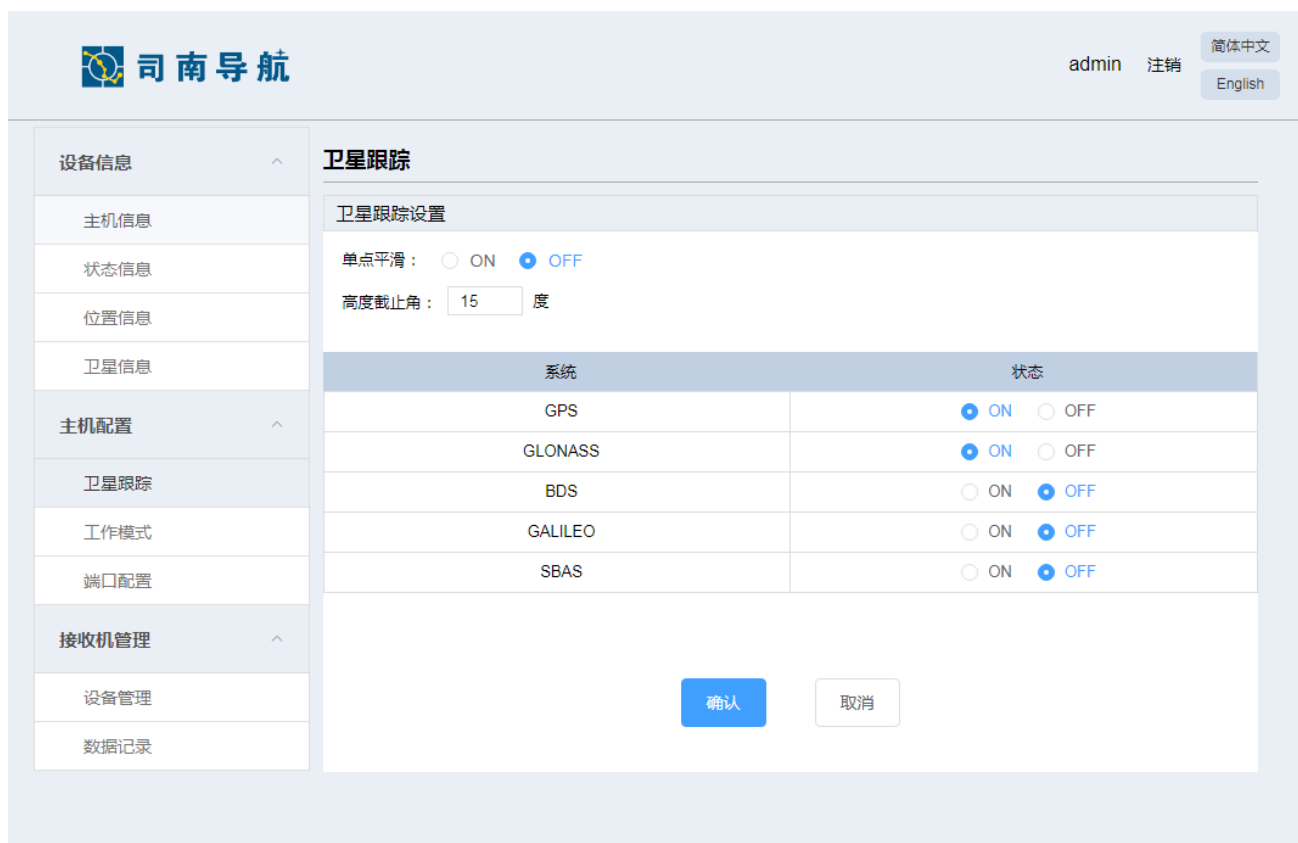 司南导航
admin 注销 简体中文
English
设备信息
主机信息
状态信息
位置信息
卫星信息
主机配置
卫星跟踪
工作模式
端口配置
接收机管理
设备管理
数据记录
卫星跟踪
卫星跟踪设置
单点平滑： ON OFF
高度截止角： 15 度
系统 状态
GPS ON OFF
GLONASS ON OFF
BDS ON OFF
GALILEO ON OFF
SBAS ON OFF
确认 取消